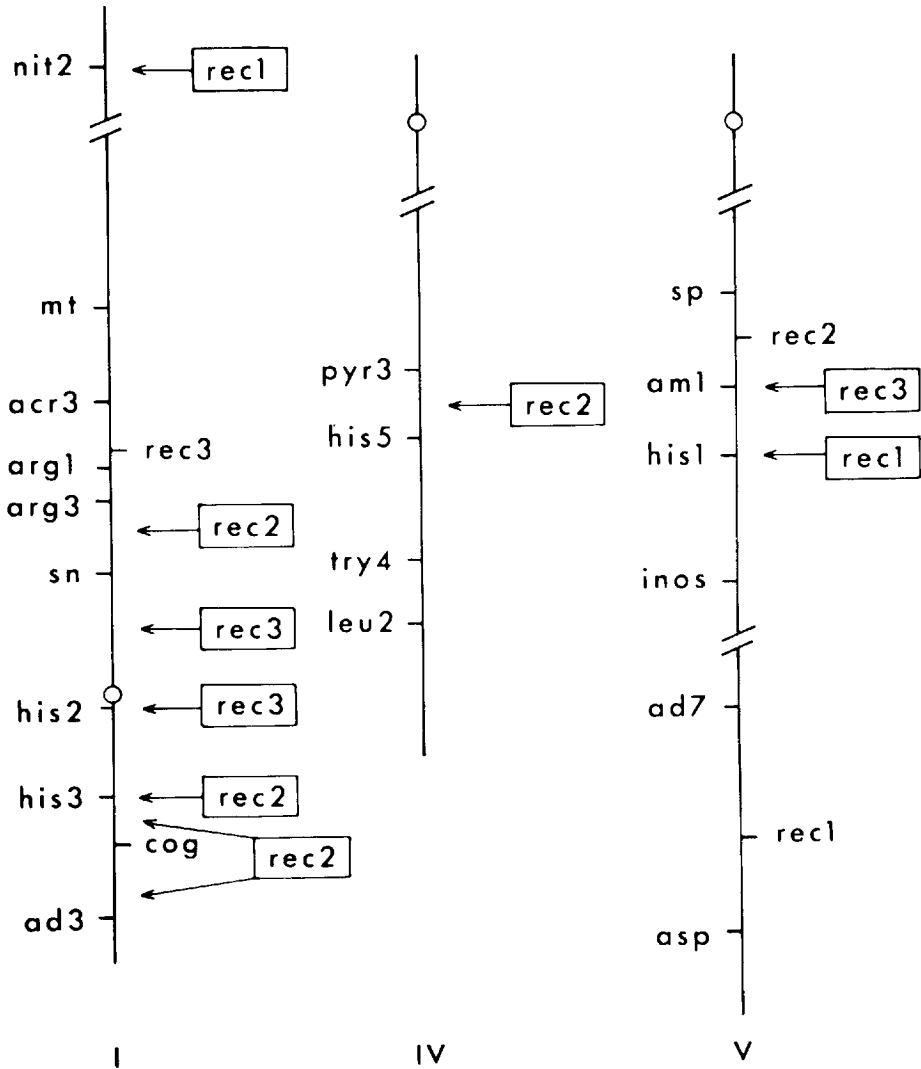 nit2
rec1
mt
acr3
rec3
arg1
arg3
rec2
sn
rec3
his2
rec3
his3
rec2
cog
rec2
ad3
I
pyr3
rec2
his5
try4
leu2
IV
sp
rec2
am1
rec3
his1
rec1
inos
ad7
rec1
asp
V